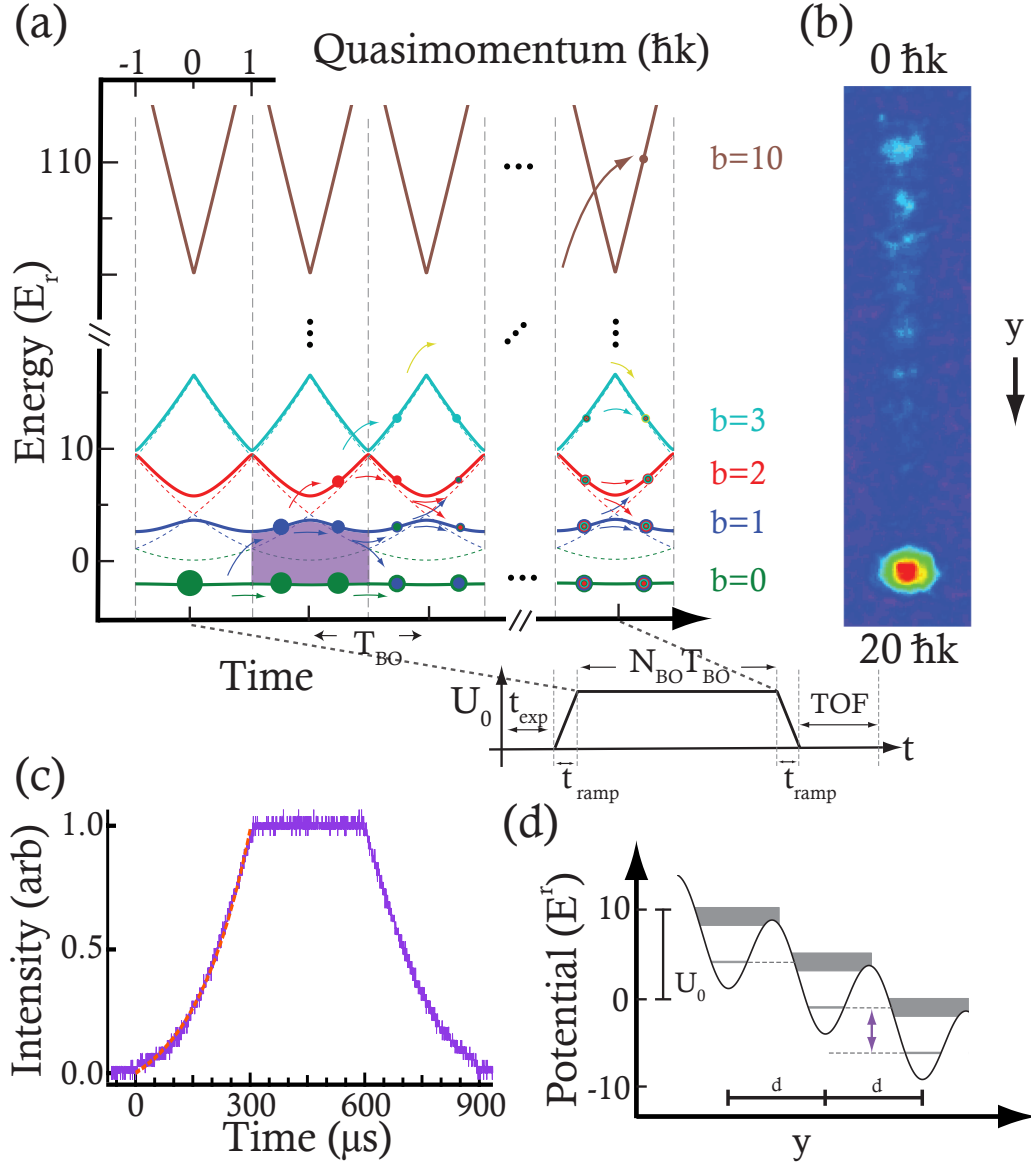 (a)
Quasimomentum (ħk)
-1 0 1
Energy (Er)
110
10
0
b=10
b=3
b=2
b=1
b=0
TBO
Time
(b)
0 ħk
y
20 ħk
U0
texp
NBOTBO
TOF
t
tramp
tramp
(c)
Intensity (arb)
1.0
0.5
0.0
0 300 600 900
Time (μs)
(d)
Potential (Er)
10
0
-10
U0
d d
y